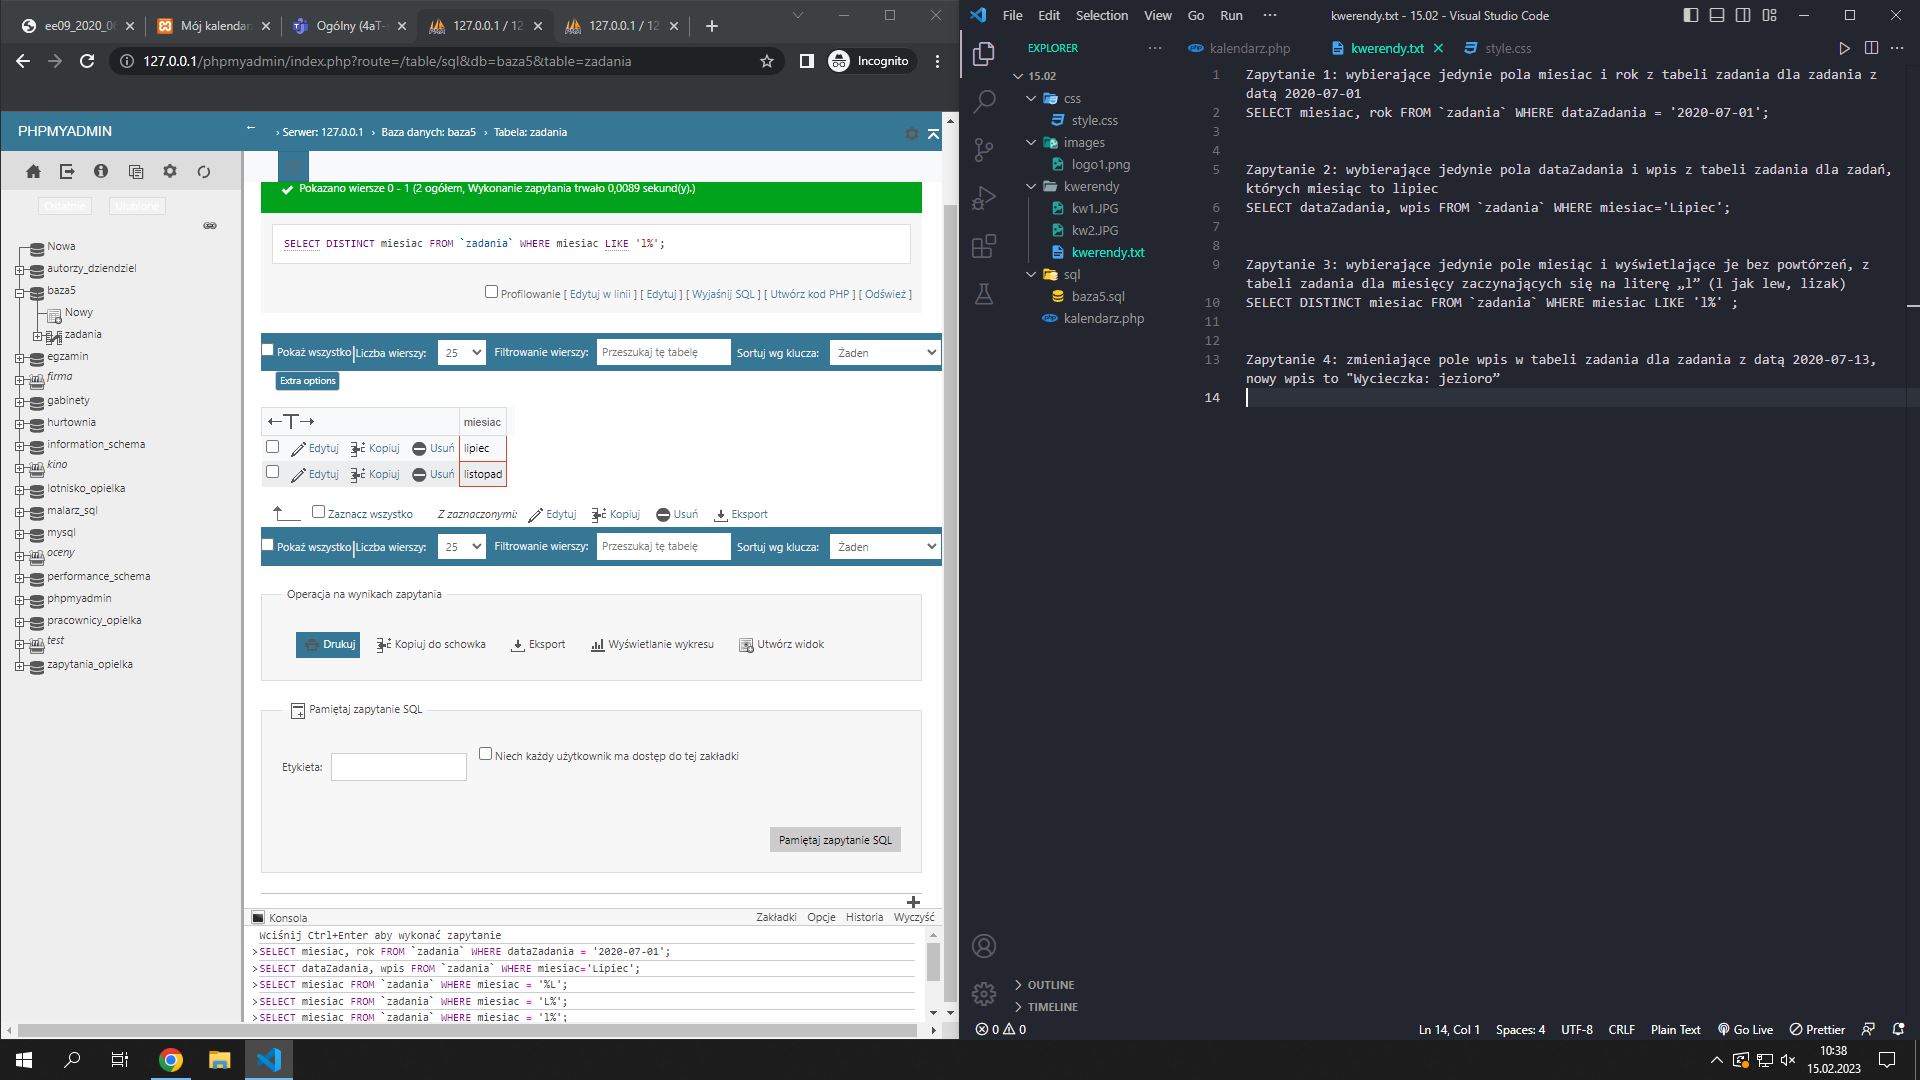 ee09_2020_06
Mój kalendar
Ogólny (4aT-
127.0.0.1 / 12
127.0.0.1 / 12
127.0.0.1/phpmyadmin/index.php?route=/table/sql&db=baza5&table=zadania
Incognito
PHPMYADMIN
Ostatnie
Ulubione
Nowa
autorzy_dziendziel
baza5
Nowy
zadania
egzamin
firma
gabinety
hurtownia
information_schema
kino
lotnisko_opielka
malarz_sql
mysql
oceny
performance_schema
phpmyadmin
pracownicy_opielka
test
zapytania_opielka
› Serwer: 127.0.0.1 › Baza danych: baza5 › Tabela: zadania
Pokazano wiersze 0 - 1 (2 ogółem, Wykonanie zapytania trwało 0,0089 sekund(y).)
SELECT DISTINCT miesiac FROM `zadania` WHERE miesiac LIKE 'l%';
Profilowanie [ Edytuj w linii ] [ Edytuj ] [ Wyjaśnij SQL ] [ Utwórz kod PHP ] [ Odśwież ]
Pokaż wszystko Liczba wierszy: 25 Filtrowanie wierszy: Przeszukaj tę tabelę Sortuj wg klucza: Żaden
Extra options
←T→ miesiac
Edytuj Kopiuj Usuń lipiec
Edytuj Kopiuj Usuń listopad
Zaznacz wszystko Z zaznaczonymi: Edytuj Kopiuj Usuń Eksport
Pokaż wszystko Liczba wierszy: 25 Filtrowanie wierszy: Przeszukaj tę tabelę Sortuj wg klucza: Żaden
Operacja na wynikach zapytania
Drukuj Kopiuj do schowka Eksport Wyświetlanie wykresu Utwórz widok
Pamiętaj zapytanie SQL
Etykieta: Niech każdy użytkownik ma dostęp do tej zakładki
Pamiętaj zapytanie SQL
Konsola Zakładki Opcje Historia Wyczyść
Wciśnij Ctrl+Enter aby wykonać zapytanie
>SELECT miesiac, rok FROM `zadania` WHERE dataZadania = '2020-07-01';
>SELECT dataZadania, wpis FROM `zadania` WHERE miesiac='Lipiec';
>SELECT miesiac FROM `zadania` WHERE miesiac = '%L';
>SELECT miesiac FROM `zadania` WHERE miesiac = 'L%';
>SELECT miesiac FROM `zadania` WHERE miesiac = 'l%';
File Edit Selection View Go Run ··· kwerendy.txt - 15.02 - Visual Studio Code
EXPLORER
15.02
css
style.css
images
logo1.png
kwerendy
kw1.JPG
kw2.JPG
kwerendy.txt
sql
baza5.sql
kalendarz.php
OUTLINE
TIMELINE
kalendarz.php kwerendy.txt style.css
1 Zapytanie 1: wybierające jedynie pola miesiac i rok z tabeli zadania dla zadania z
datą 2020-07-01
2 SELECT miesiac, rok FROM `zadania` WHERE dataZadania = '2020-07-01';
3
4
5 Zapytanie 2: wybierające jedynie pola dataZadania i wpis z tabeli zadania dla zadań,
których miesiąc to lipiec
6 SELECT dataZadania, wpis FROM `zadania` WHERE miesiac='Lipiec';
7
8
9 Zapytanie 3: wybierające jedynie pole miesiąc i wyświetlające je bez powtórzeń, z
tabeli zadania dla miesięcy zaczynających się na literę „l” (l jak lew, lizak)
10 SELECT DISTINCT miesiac FROM `zadania` WHERE miesiac LIKE 'l%' ;
11
12
13 Zapytanie 4: zmieniające pole wpis w tabeli zadania dla zadania z datą 2020-07-13,
nowy wpis to "Wycieczka: jezioro”
14
0 0 Ln 14, Col 1 Spaces: 4 UTF-8 CRLF Plain Text Go Live Prettier
10:38
15.02.2023